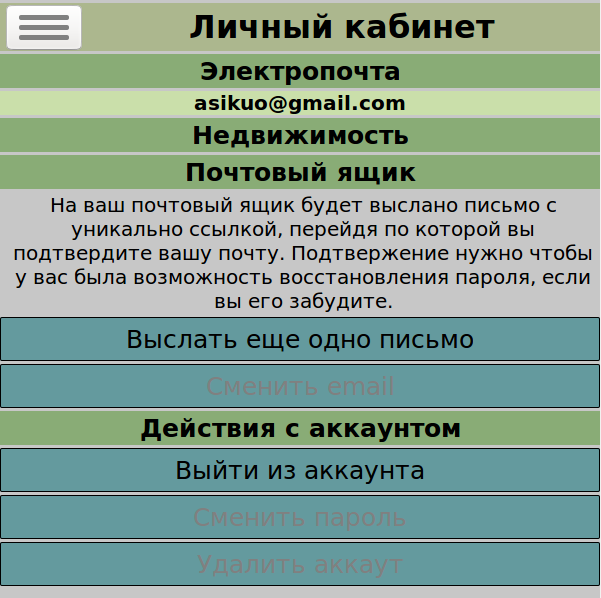 Личный кабинет
Электропочта
asikuo@gmail.com
Недвижимость
Почтовый ящик
На ваш почтовый ящик будет выслано письмо с
уникально ссылкой, перейдя по которой вы
подтвердите вашу почту. Подтвержение нужно чтобы
у вас была возможность восстановления пароля, если
вы его забудите.
Выслать еще одно письмо
Сменить email
Действия с аккаунтом
Выйти из аккаунта
Сменить пароль
Удалить аккаут